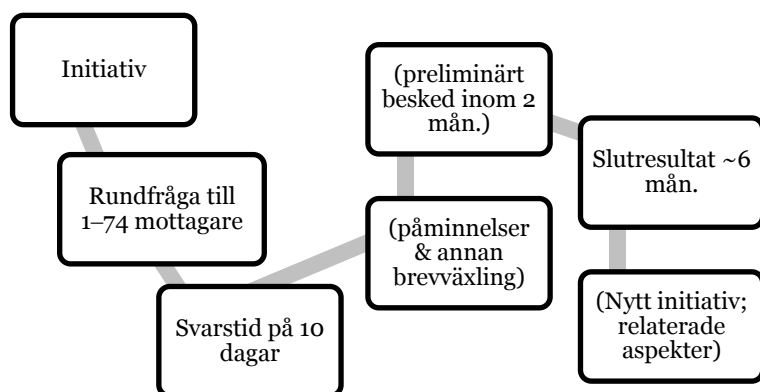 Initiativ
Rundfråga till
1–74 mottagare
Svarstid på 10
dagar
(påminnelser
& annan
brevväxling)
(preliminärt
besked inom 2
mån.)
Slutresultat ~6
mån.
(Nytt initiativ;
relaterade
aspekter)